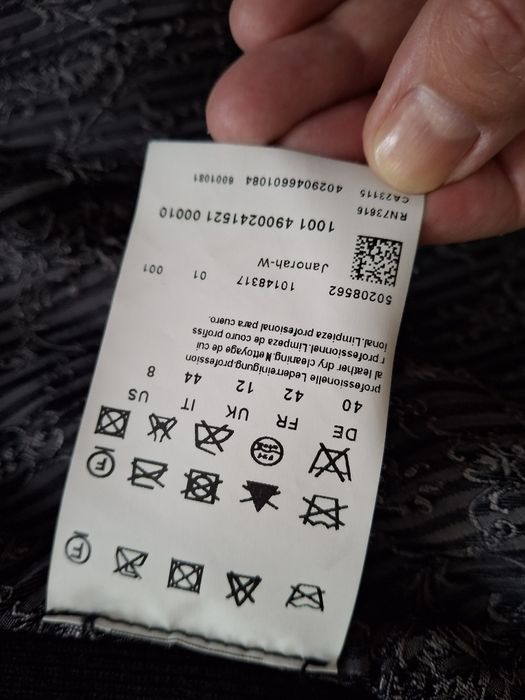 F
F
DE FR UK IT US
40 42 12 44 8
professionelle Lederreinigung.profession
al leather dry cleaning.Nettoyage de cui
r professionnel.Limpeza de couro profiss
ional.Limpieza profesional para cuero.
50208562 10148317 01 001
Janorah-W
1001 4900241521 00010
RN73616
CA23115 4029046601084 6001081